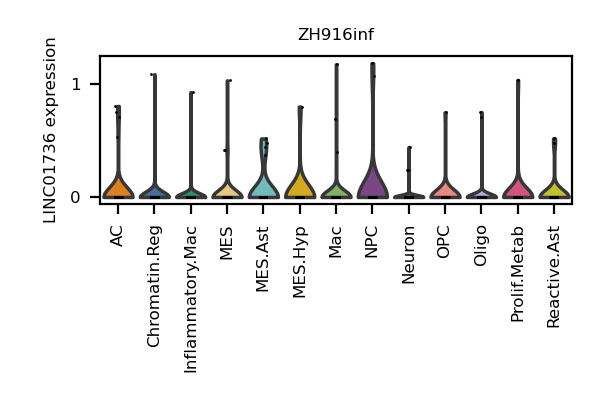 ZH916inf
LINC01736 expression
1
0
AC
Chromatin.Reg
Inflammatory.Mac
MES
MES.Ast
MES.Hyp
Mac
NPC
Neuron
OPC
Oligo
Prolif.Metab
Reactive.Ast